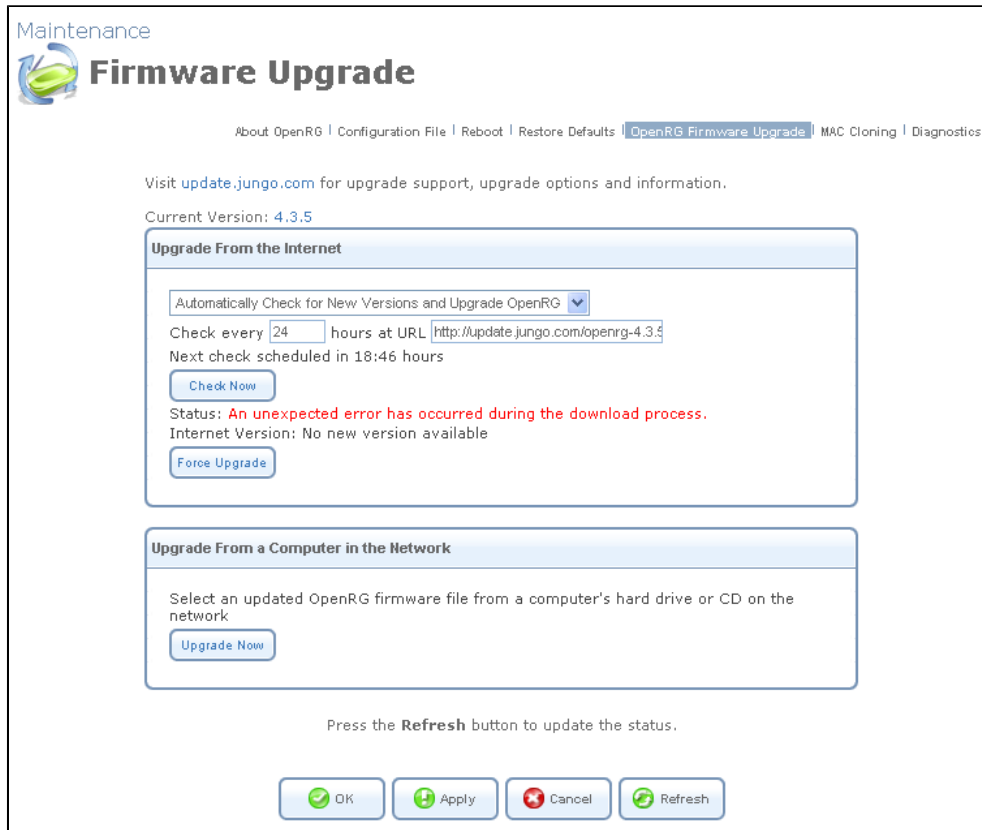 Maintenance
Firmware Upgrade
About OpenRG | Configuration File | Reboot | Restore Defaults | OpenRG Firmware Upgrade | MAC Cloning | Diagnostics
Visit update.jungo.com for upgrade support, upgrade options and information.
Current Version: 4.3.5
Upgrade From the Internet
Automatically Check for New Versions and Upgrade OpenRG
Check every 24 hours at URL http://update.jungo.com/openrg-4.3.5
Next check scheduled in 18:46 hours
Check Now
Status: An unexpected error has occurred during the download process.
Internet Version: No new version available
Force Upgrade
Upgrade From a Computer in the Network
Select an updated OpenRG firmware file from a computer's hard drive or CD on the
network
Upgrade Now
Press the Refresh button to update the status.
OK Apply Cancel Refresh